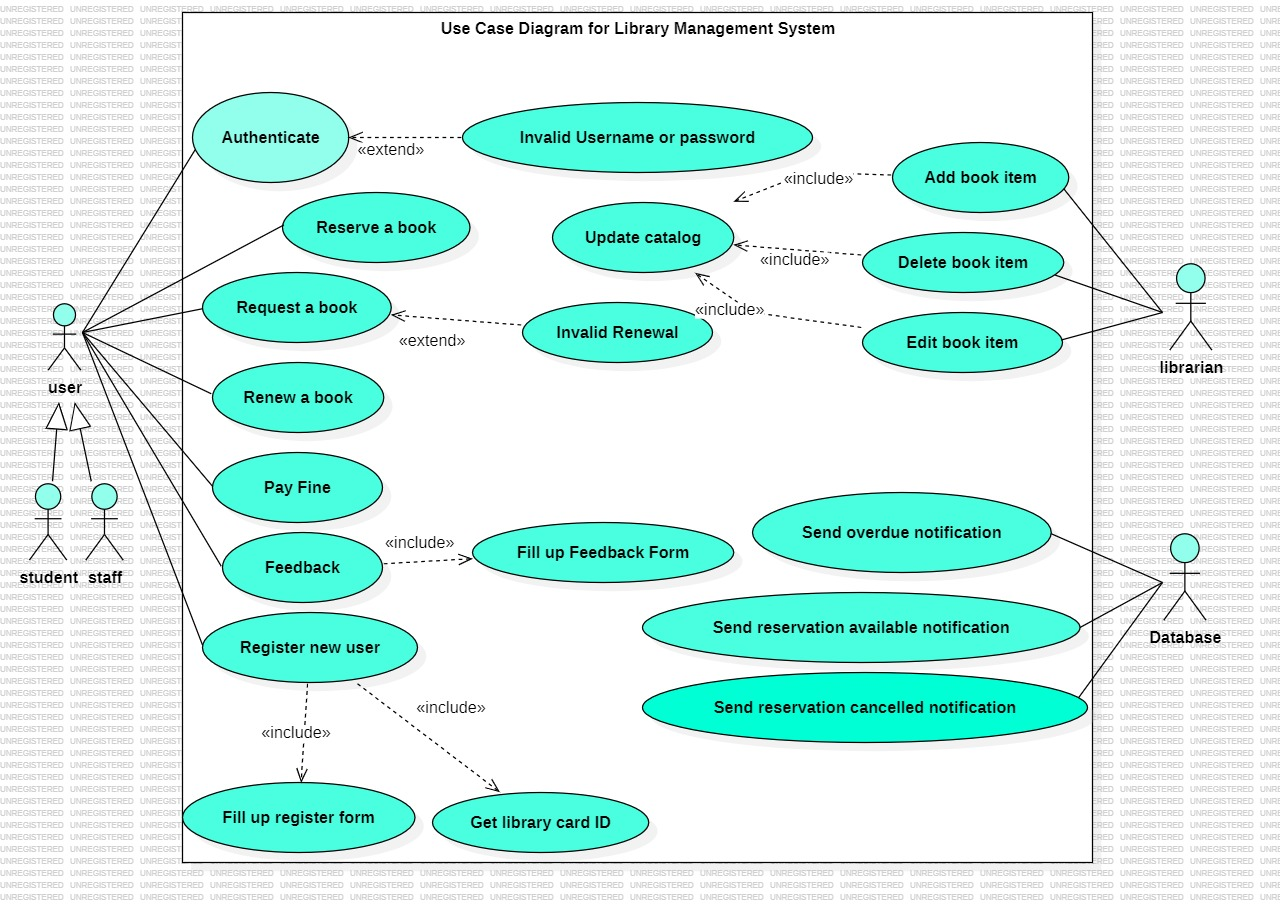 Use Case Diagram for Library Management System
Authenticate
«extend»
Invalid Username or password
«include»
Add book item
Reserve a book
Update catalog
«include»
Delete book item
Request a book
«extend»
Invalid Renewal
«include»
Edit book item
user
librarian
Renew a book
Pay Fine
student
staff
Feedback
«include»
Fill up Feedback Form
Send overdue notification
Send reservation available notification
Database
Register new user
Send reservation cancelled notification
«include»
«include»
Fill up register form
Get library card ID
UNREGISTERED